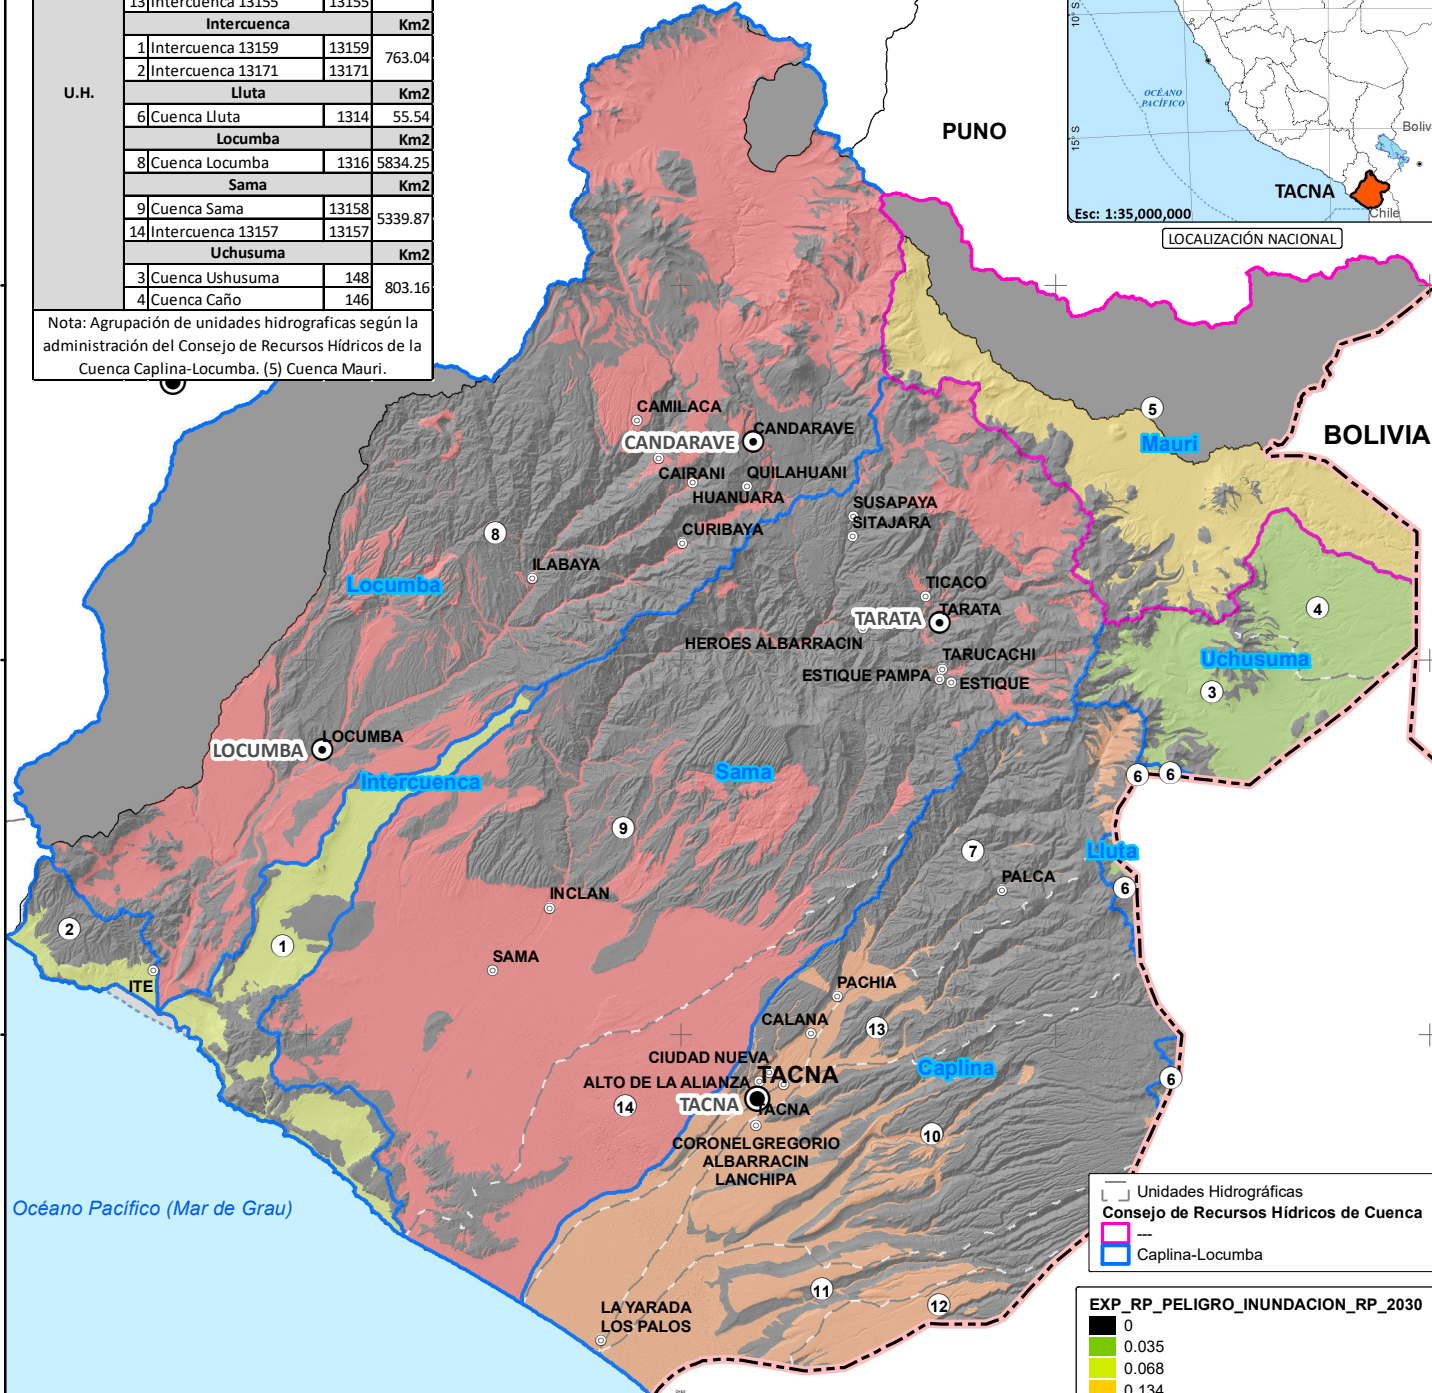 13 Intercuenca 13155 13155
Intercuenca Km2
1 Intercuenca 13159 13159
763.04
2 Intercuenca 13171 13171
U.H.
Lluta Km2
6 Cuenca Lluta 1314 55.54
Locumba Km2
8 Cuenca Locumba 1316 5834.25
Sama Km2
9 Cuenca Sama 13158
5339.87
14 Intercuenca 13157 13157
Uchusuma Km2
3 Cuenca Ushusuma 148
803.16
4 Cuenca Caño 146
Nota: Agrupación de unidades hidrograficas según la
administración del Consejo de Recursos Hídricos de la
Cuenca Caplina-Locumba. (5) Cuenca Mauri.
10° S
15° S
OCÉANO
PACÍFICO
Boliv
TACNA
Chile
Esc: 1:35,000,000
LOCALIZACIÓN NACIONAL
PUNO
BOLIVIA
5
Mauri
CAMILACA
CANDARAVE
CANDARAVE
CAIRANI
QUILAHUANI
HUANUARA
SUSAPAYA
SITAJARA
CURIBAYA
8
ILABAYA
Locumba
TICACO
TARATA
TARATA
4
HEROES ALBARRACIN
TARUCACHI
ESTIQUE PAMPA
ESTIQUE
Uchusuma
3
LOCUMBA
LOCUMBA
Intercuenca
Sama
6
6
9
7
Lluta
PALCA
6
INCLAN
2
1
SAMA
ITE
PACHIA
CALANA
13
CIUDAD NUEVA
TACNA
ALTO DE LA ALIANZA
Caplina
6
TACNA
TACNA
14
10
CORONELGREGORIO
ALBARRACIN
LANCHIPA
Océano Pacífico (Mar de Grau)
11
12
LA YARADA
LOS PALOS
Unidades Hidrográficas
Consejo de Recursos Hídricos de Cuenca
---
Caplina-Locumba
EXP_RP_PELIGRO_INUNDACION_RP_2030
0
0.035
0.068
0.134